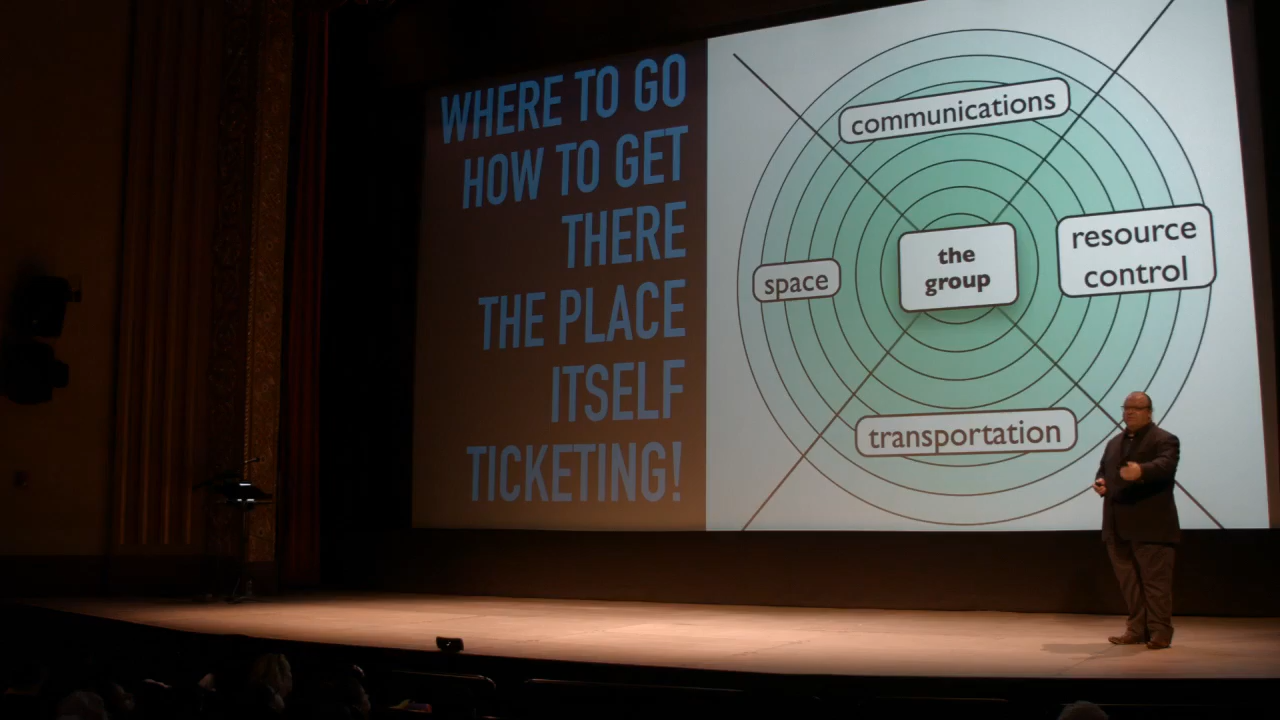 WHERE TO GO
HOW TO GET
THERE
THE PLACE
ITSELF
TICKETING!
communications
resource
control
the
group
space
transportation